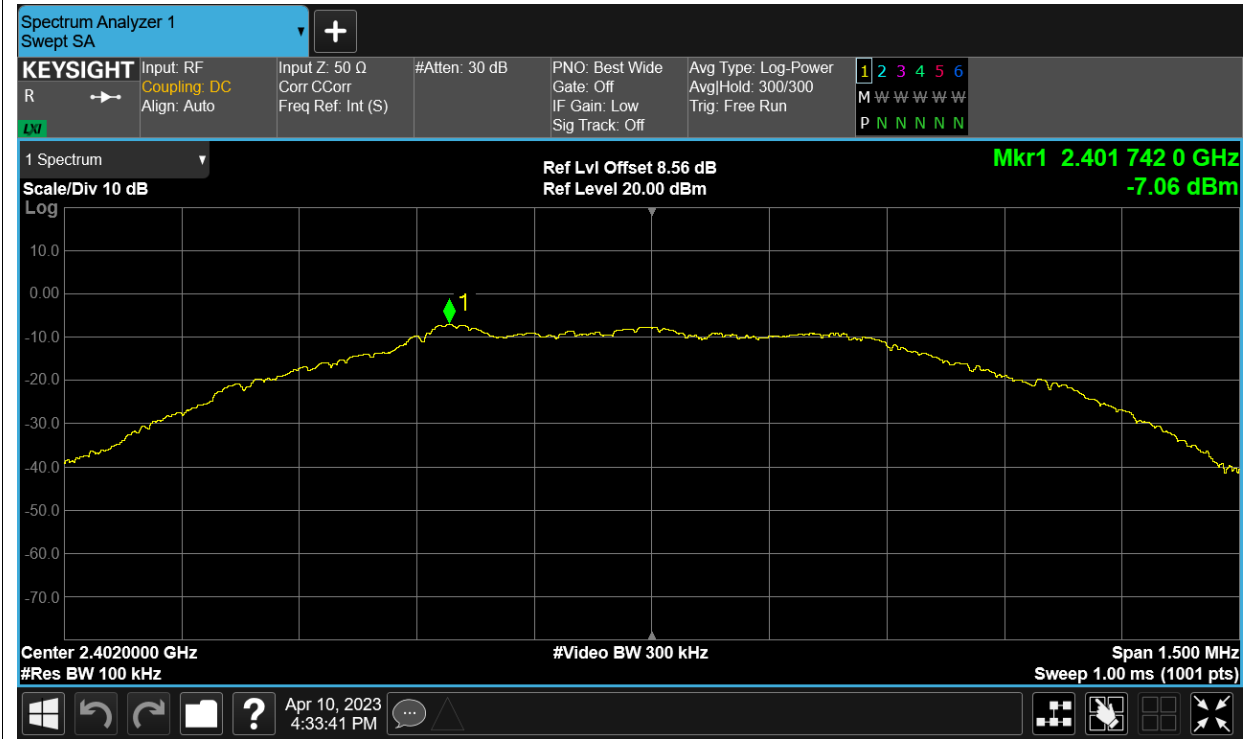 Spectrum Analyzer 1
Swept SA
+
KEYSIGHT
R
LXI
Input: RF
Coupling: DC
Align: Auto
Input Z: 50 Ω
Corr CCorr
Freq Ref: Int (S)
#Atten: 30 dB
PNO: Best Wide
Gate: Off
IF Gain: Low
Sig Track: Off
Avg Type: Log-Power
Avg|Hold: 300/300
Trig: Free Run
1 2 3 4 5 6
M W W W W W
P N N N N N
1 Spectrum
Scale/Div 10 dB
Log
Ref Lvl Offset 8.56 dB
Ref Level 20.00 dBm
Mkr1 2.401 742 0 GHz
-7.06 dBm
10.0
0.00
1
-10.0
-20.0
-30.0
-40.0
-50.0
-60.0
-70.0
Center 2.4020000 GHz
#Res BW 100 kHz
#Video BW 300 kHz
Span 1.500 MHz
Sweep 1.00 ms (1001 pts)
?
Apr 10, 2023
4:33:41 PM